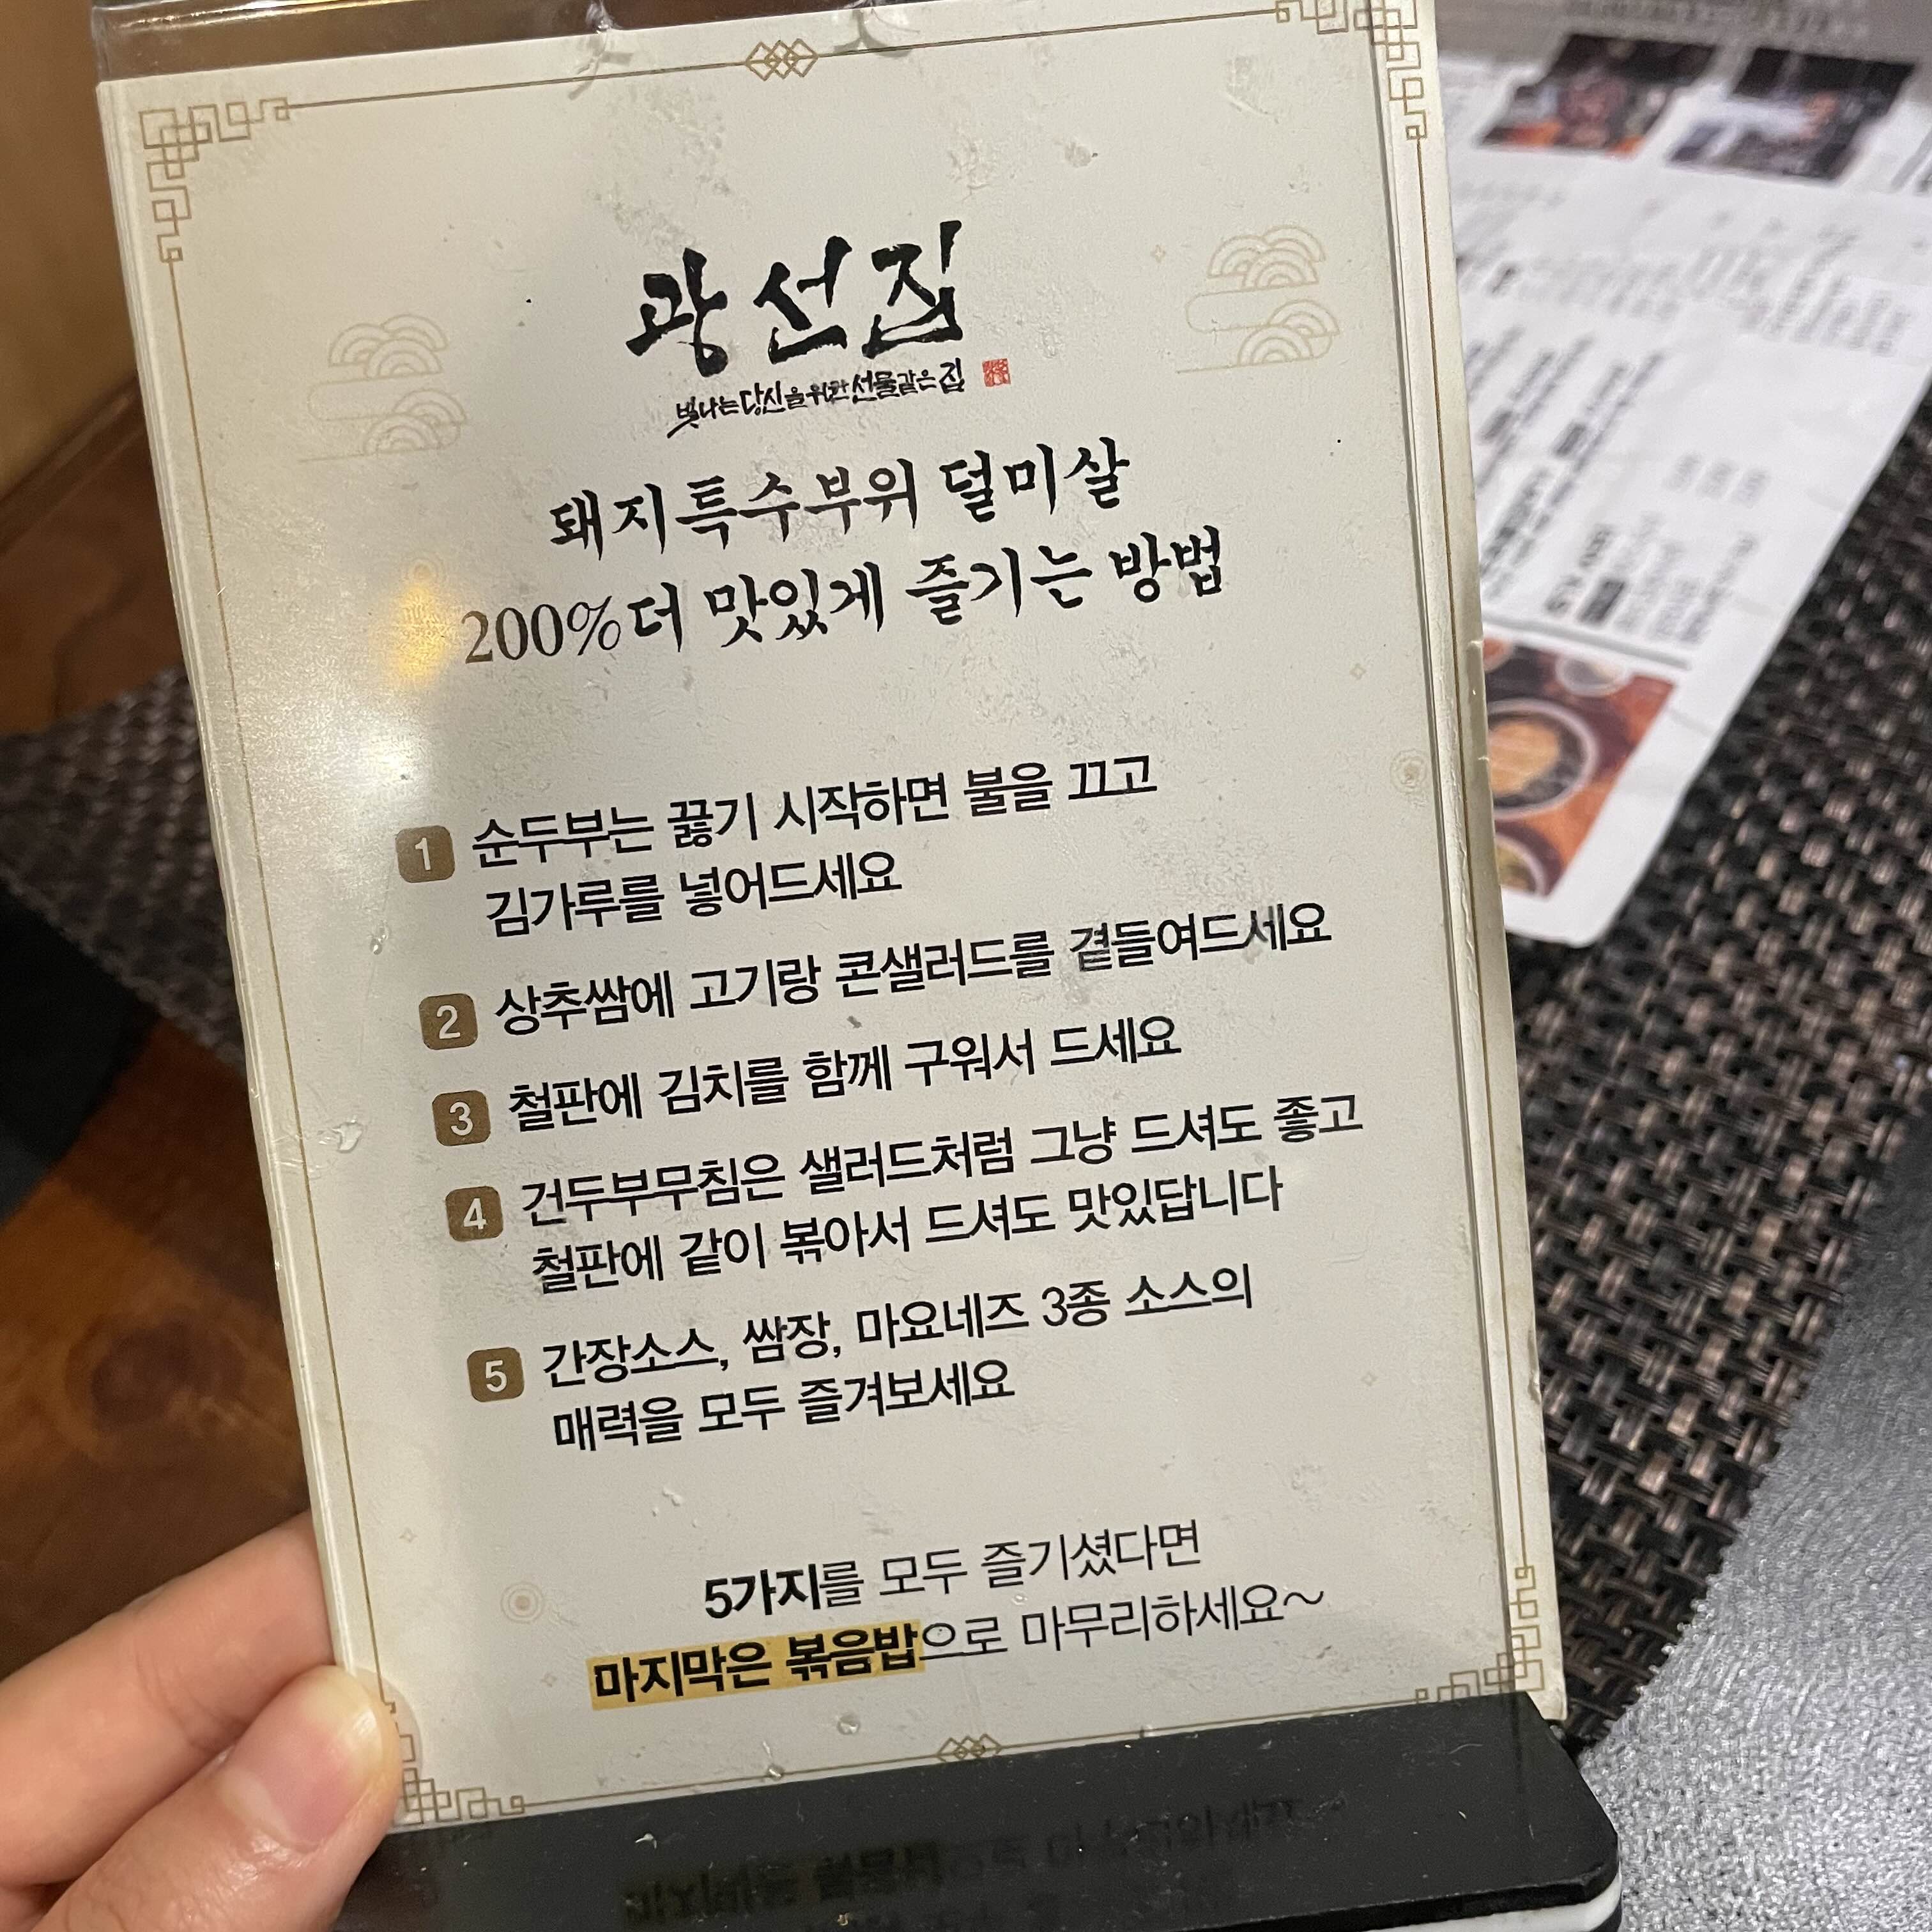 광선집
빛나는 당신을 위한 선물같은 집
돼지특수부위 덜미살
200%더 맛있게 즐기는 방법
1 순두부는 끓기 시작하면 불을 끄고
김가루를 넣어드세요
2 상추쌈에 고기랑 콘샐러드를 곁들여드세요
3 철판에 김치를 함께 구워서 드세요
4 건두부무침은 샐러드처럼 그냥 드셔도 좋고
철판에 같이 볶아서 드셔도 맛있답니다
5 간장소스, 쌈장, 마요네즈 3종 소스의
매력을 모두 즐겨보세요
5가지를 모두 즐기셨다면
마지막은 볶음밥으로 마무리하세요~